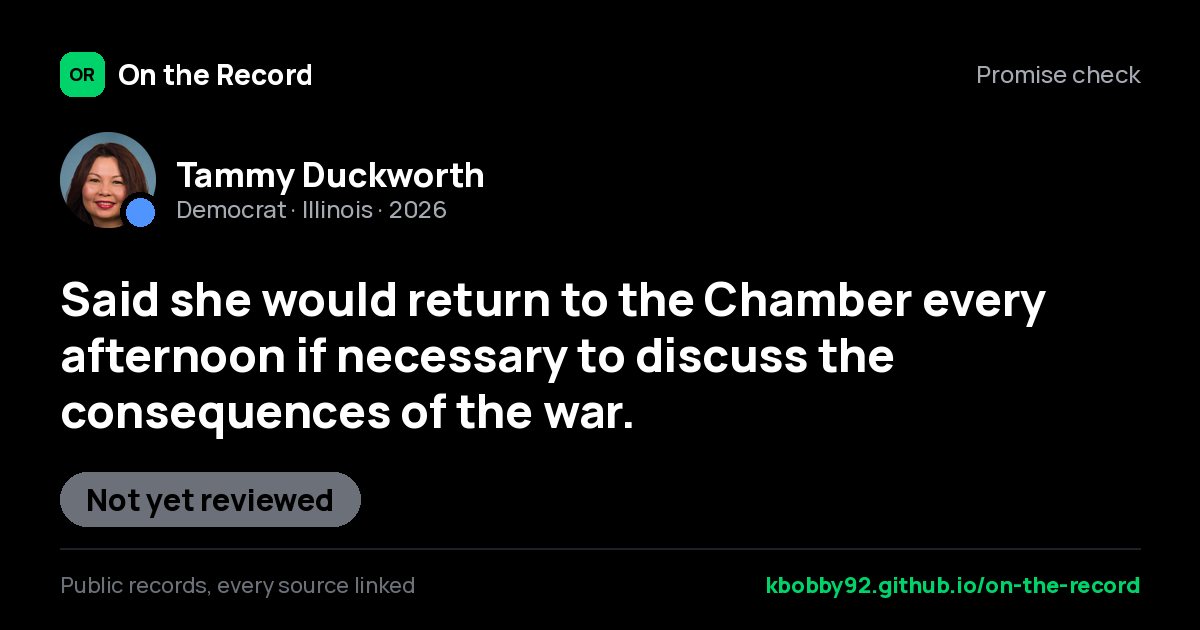 OR On the Record
Promise check
Tammy Duckworth
Democrat · Illinois · 2026
Said she would return to the Chamber every
afternoon if necessary to discuss the
consequences of the war.
Not yet reviewed
Public records, every source linked
kbobby92.github.io/on-the-record